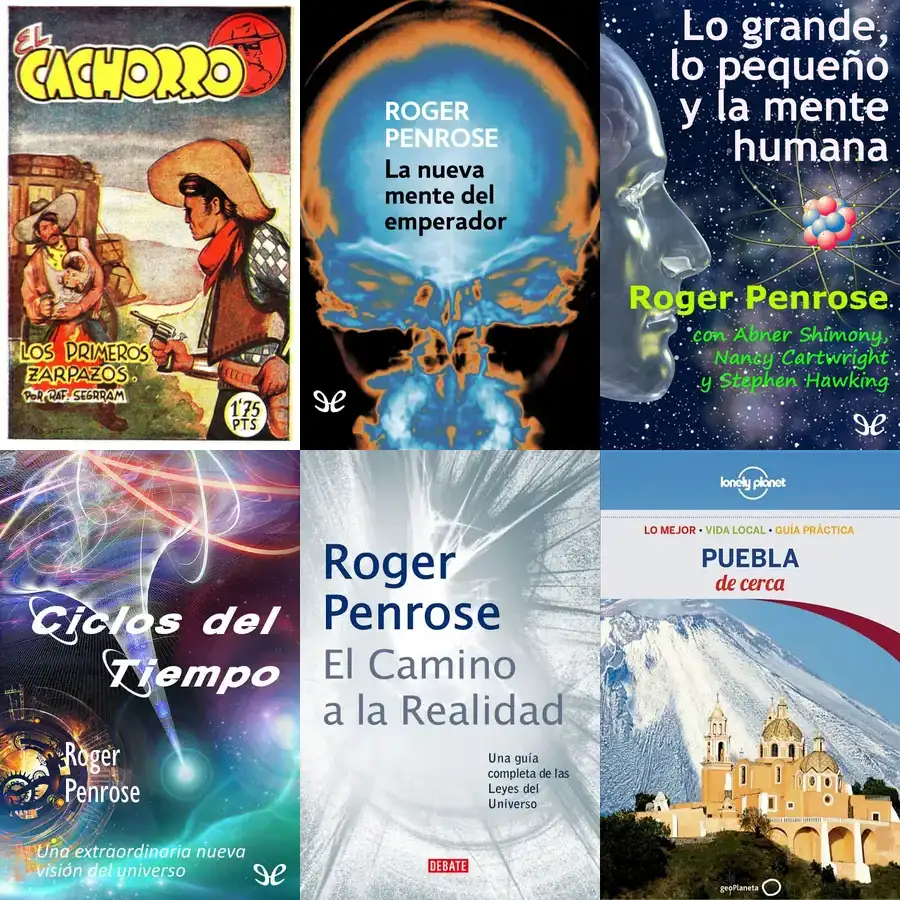 EL
CACHORRO
LOS PRIMEROS
ZARPAZOS.
POR RAF. SEGRRAM
1'75
PTS
ROGER
PENROSE
La nueva
mente del
emperador
Lo grande,
lo pequeño
y la mente
humana
Roger Penrose
con Abner Shimony,
Nancy Cartwright
y Stephen Hawking
Ciclos del
Tiempo
Roger
Penrose
Una extraordinaria nueva
visión del universo
Roger
Penrose
El Camino
a la Realidad
Una guía
completa de las
Leyes del
Universo
DEBATE
lonely planet
LO MEJOR • VIDA LOCAL • GUÍA PRÁCTICA
PUEBLA
de cerca
geoPlaneta